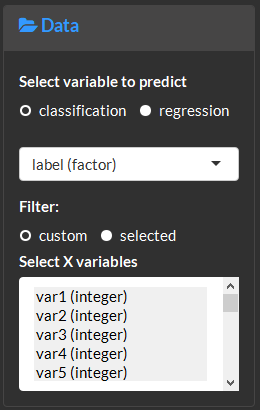 Data
Select variable to predict
classification regression
label (factor)
Filter:
custom selected
Select X variables
var1 (integer)
var2 (integer)
var3 (integer)
var4 (integer)
var5 (integer)